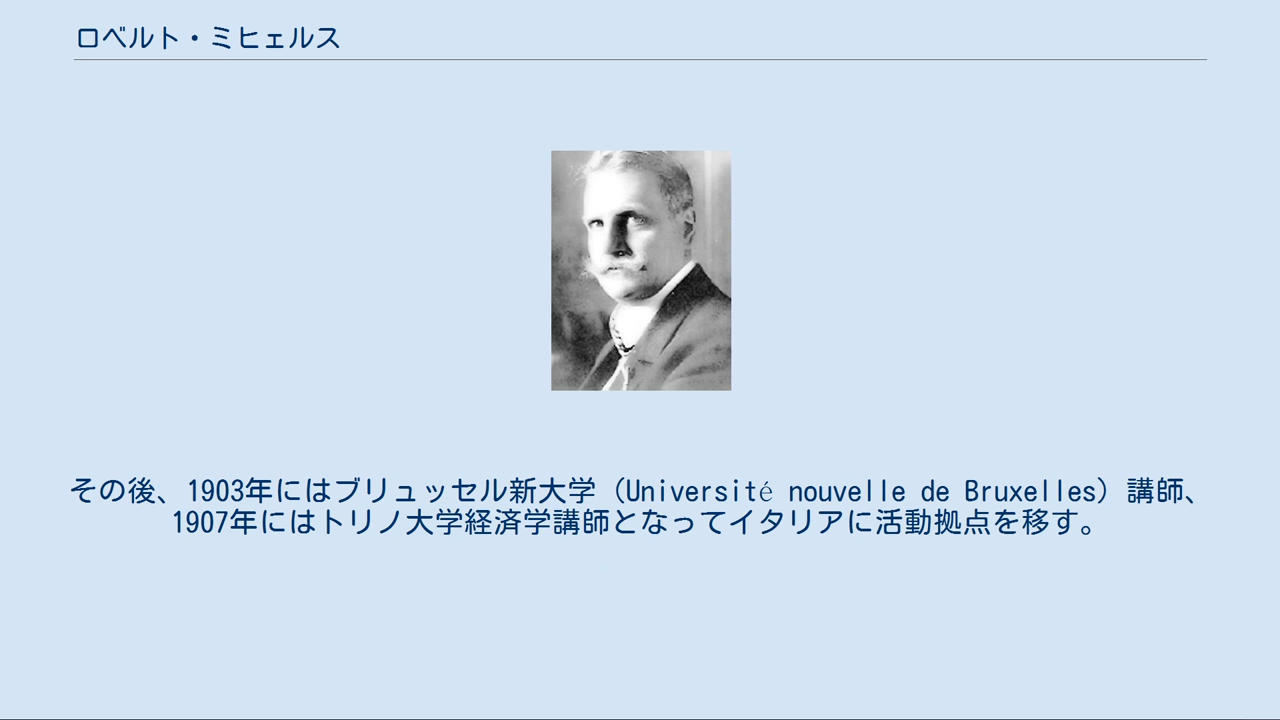 ロベルト・ミヒェルス
その後、1903年にはブリュッセル新大学（Université nouvelle de Bruxelles）講師、
1907年にはトリノ大学経済学講師となってイタリアに活動拠点を移す。